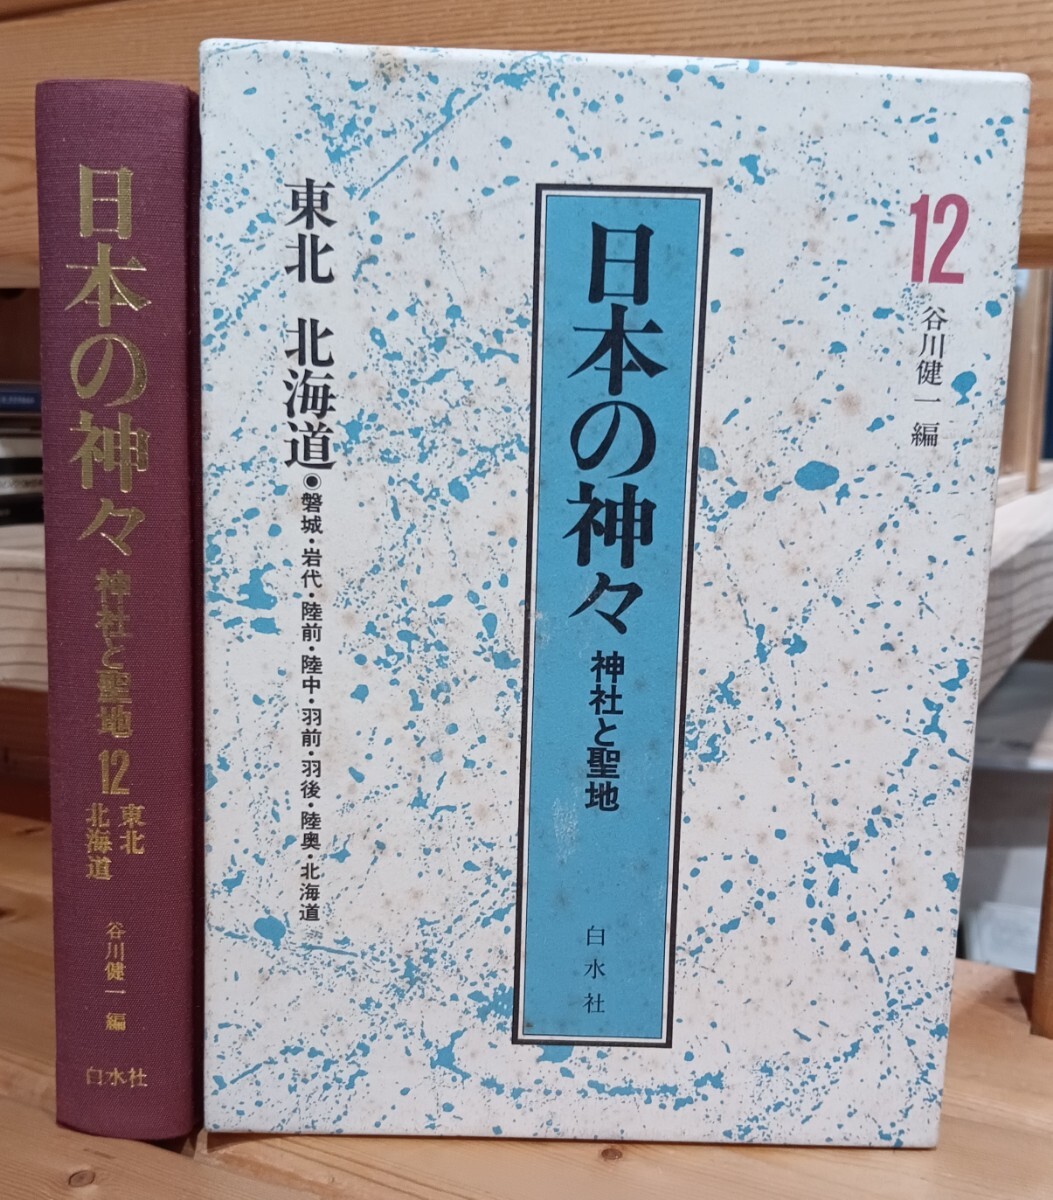 日本の神々 神社と聖地 12 東北 北海道
谷川健一 編
白水社
12
谷川健一 編
日本の神々 神社と聖地
白水社
東北 北海道●磐城・岩代・陸前・陸中・羽前・羽後・陸奥・北海道